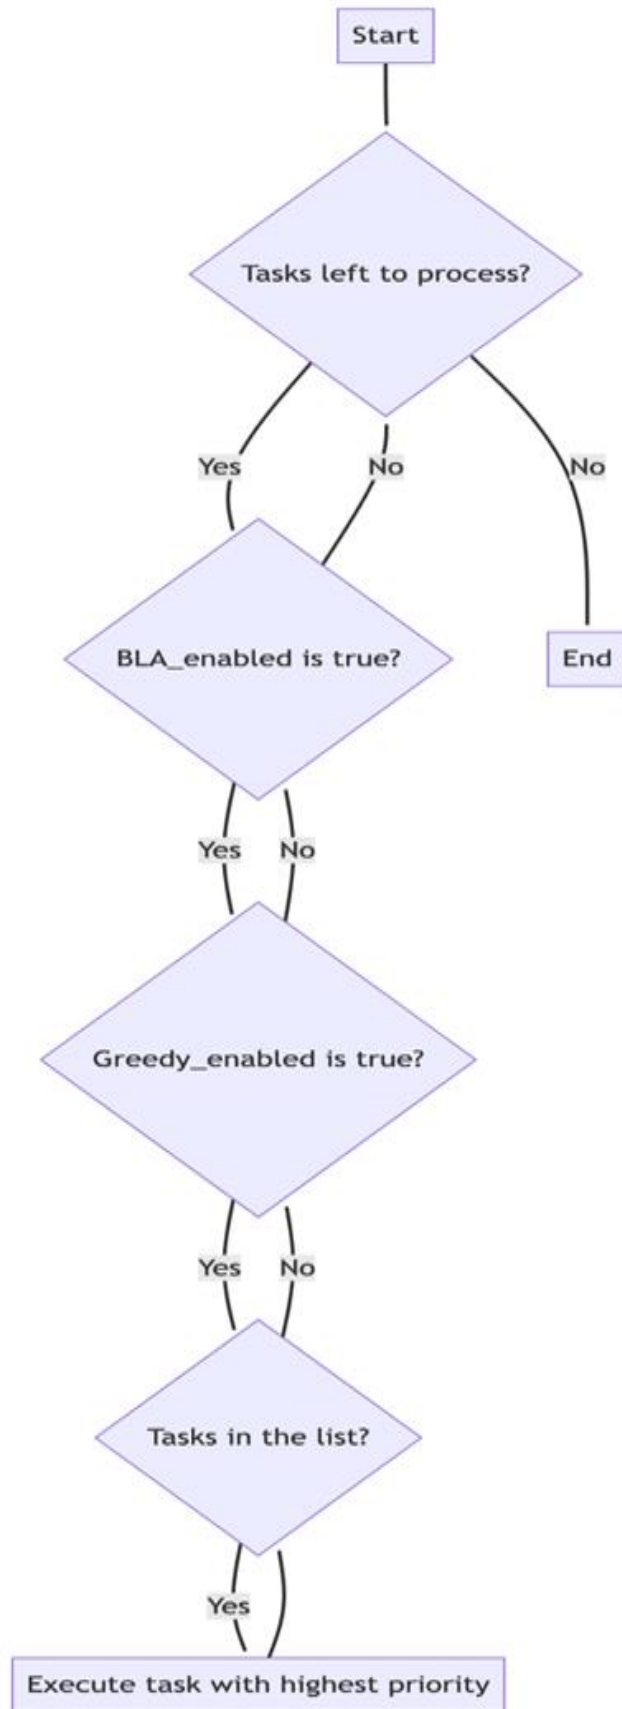 Start
Tasks left to process?
Yes
No
No
End
BLA_enabled is true?
Yes
No
Greedy_enabled is true?
Yes
No
Tasks in the list?
Yes
Execute task with highest priority